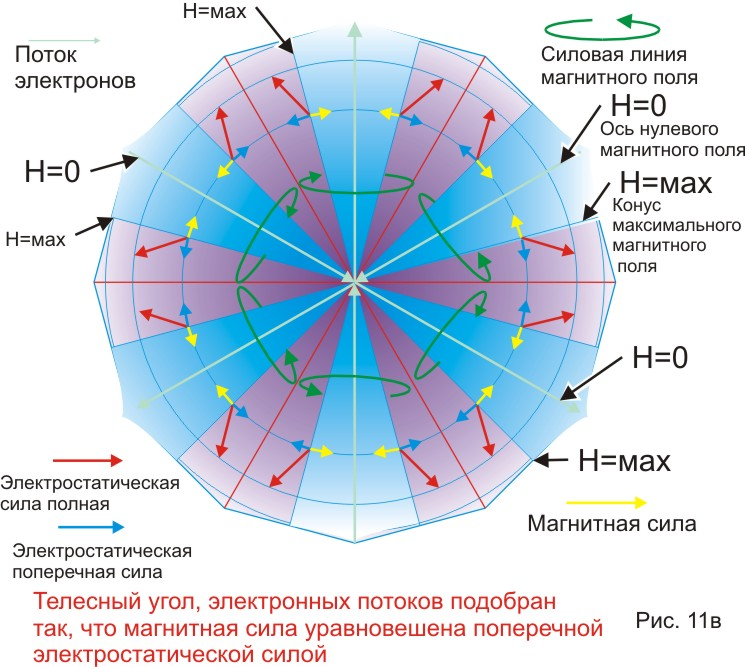 H=мах
Поток
электронов
Силовая линия
магнитного поля
H=0
Ось нулевого
магнитного поля
H=0
H=мах
Конус
максимального
магнитного
поля
H=мах
H=0
H=мах
Электростатическая
сила полная
Магнитная сила
Электростатическая
поперечная сила
Телесный угол, электронных потоков подобран
так, что магнитная сила уравновешена поперечной
электростатической силой
Рис. 11в